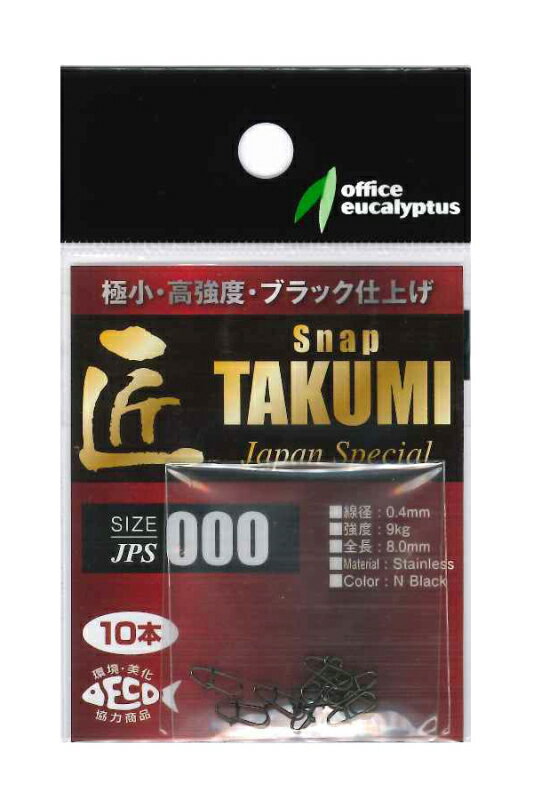 office
eucalyptus
極小・高強度・ブラック仕上げ
匠
Snap
TAKUMI
Japan Special
SIZE
JPS 000
■線径：0.4mm
■強度：9kg
■全長：8.0mm
■Material : Stainless
■Color : N Black
10本
環境・美化
DECO
協力商品